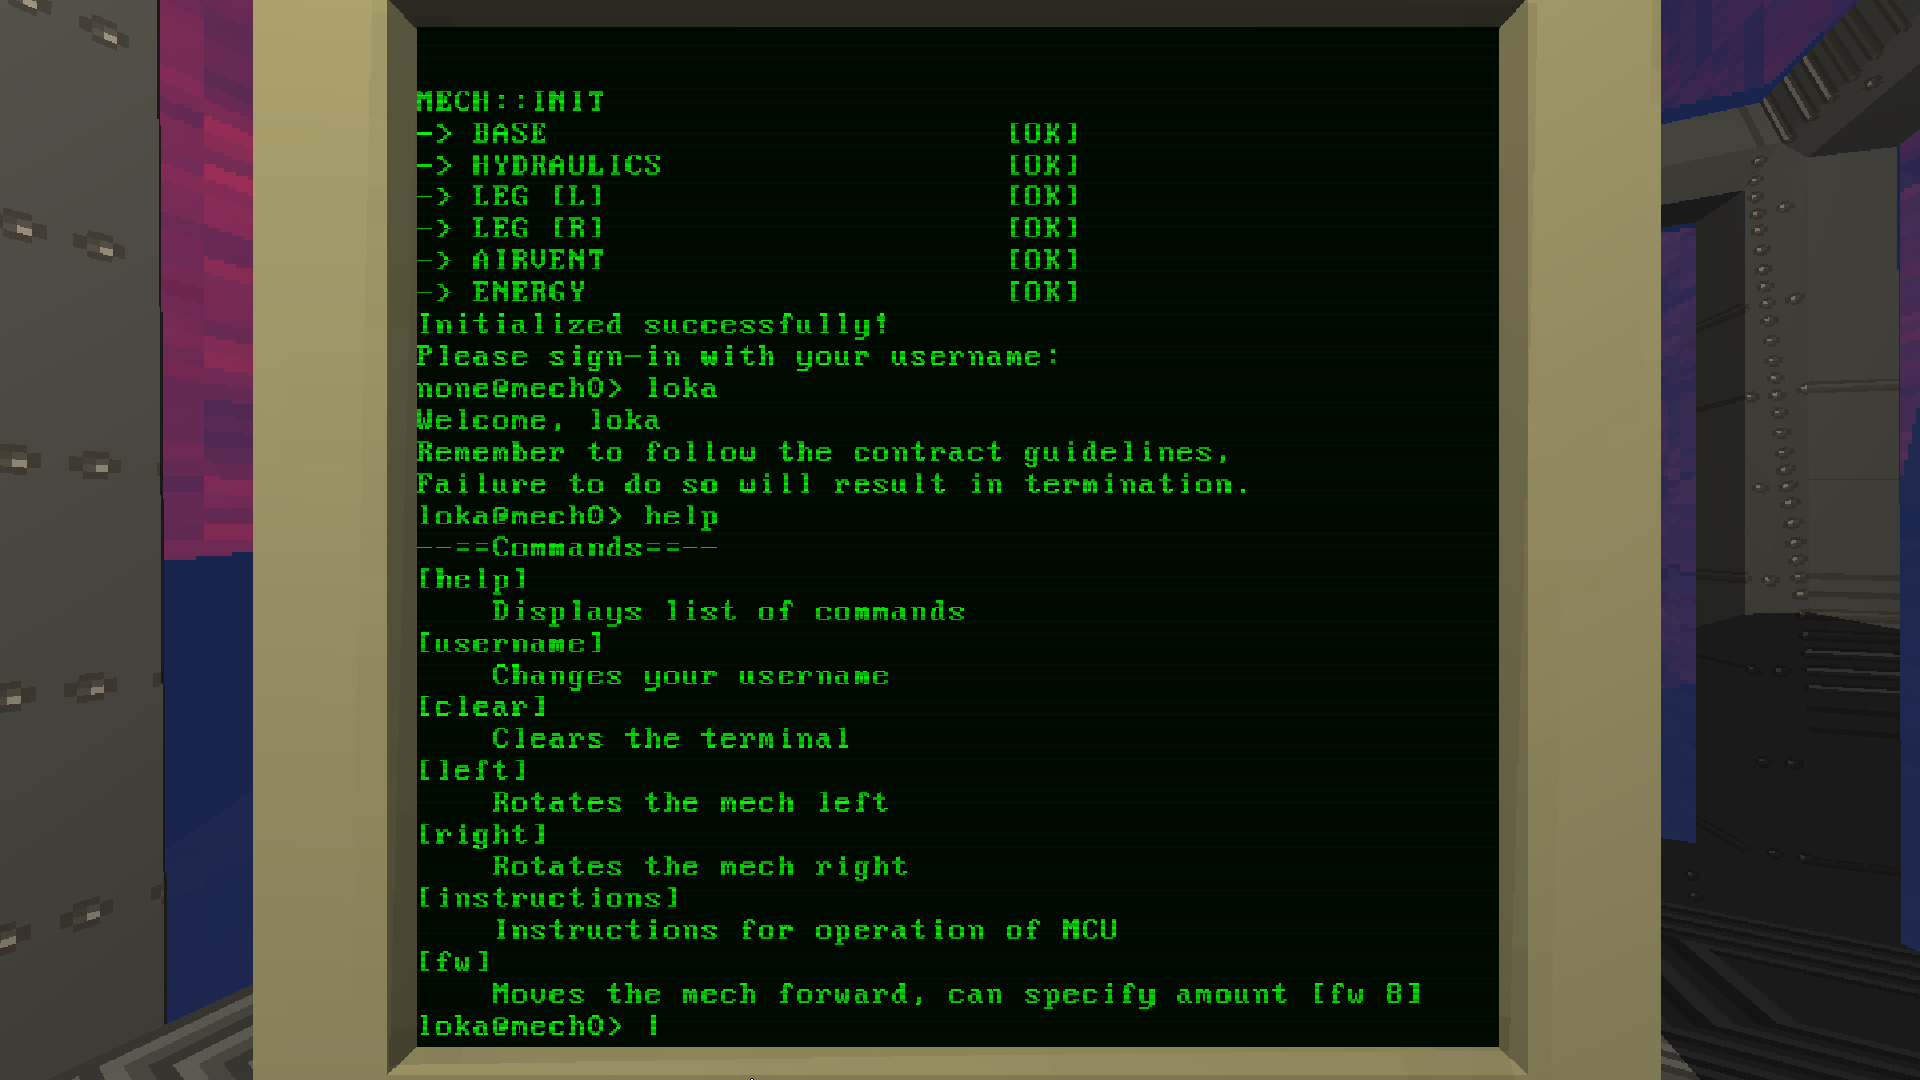 MECH::INIT
-> BASE [OK]
-> HYDRAULICS [OK]
-> LEG [L] [OK]
-> LEG [R] [OK]
-> AIRVENT [OK]
-> ENERGY [OK]
Initialized successfully!
Please sign-in with your username:
none@mech0> loka
Welcome, loka
Remember to follow the contract guidelines,
Failure to do so will result in termination.
loka@mech0> help
--==Commands==--
[help]
Displays list of commands
[username]
Changes your username
[clear]
Clears the terminal
[left]
Rotates the mech left
[right]
Rotates the mech right
[instructions]
Instructions for operation of MCU
[fw]
Moves the mech forward, can specify amount [fw 8]
loka@mech0> |